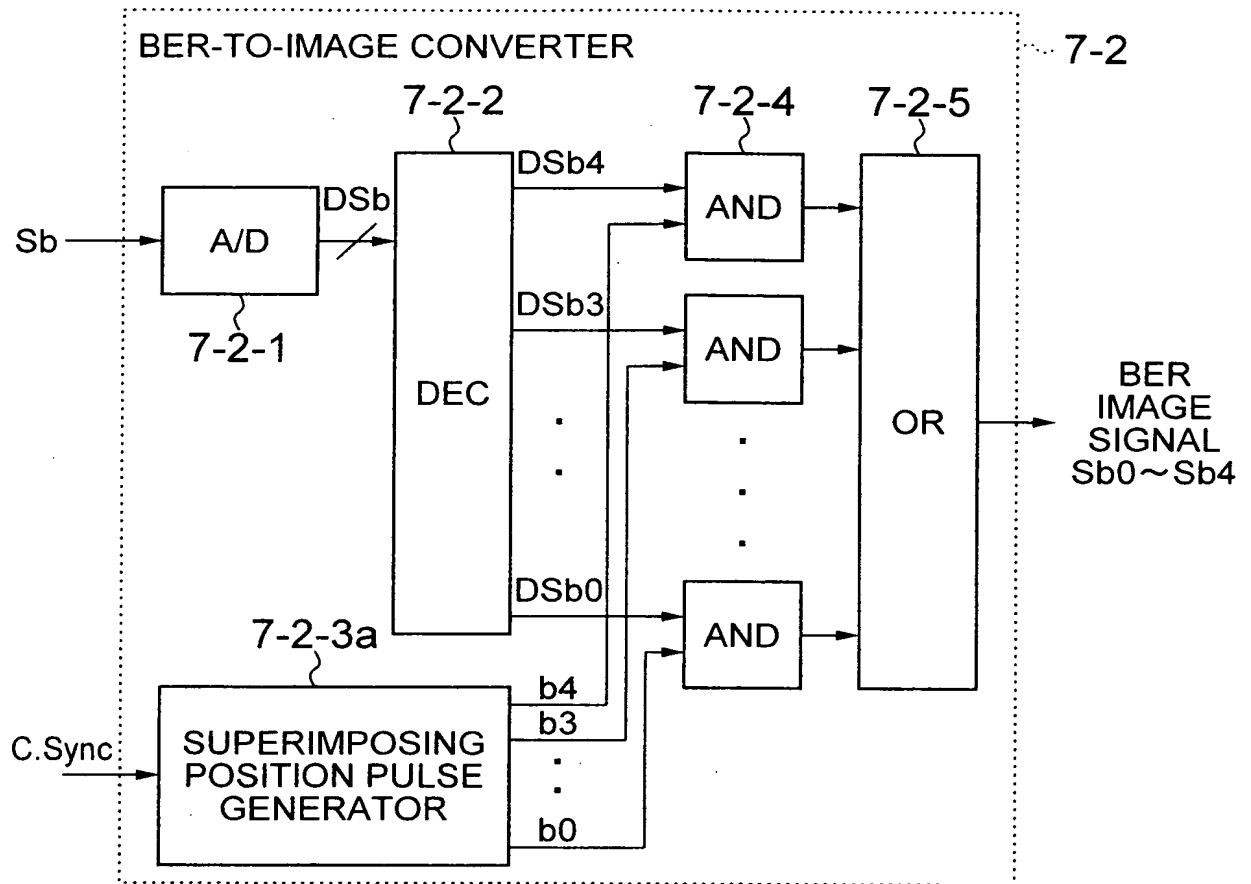 BER-TO-IMAGE CONVERTER
7-2
7-2-2
7-2-4
7-2-5
DSb4
DSb
AND
Sb
A/D
DSb3
7-2-1
AND
DEC
OR
BER
IMAGE
SIGNAL
Sb0～Sb4
DSb0
AND
7-2-3a
b4
b3
C.Sync
SUPERIMPOSING
POSITION PULSE
GENERATOR
b0